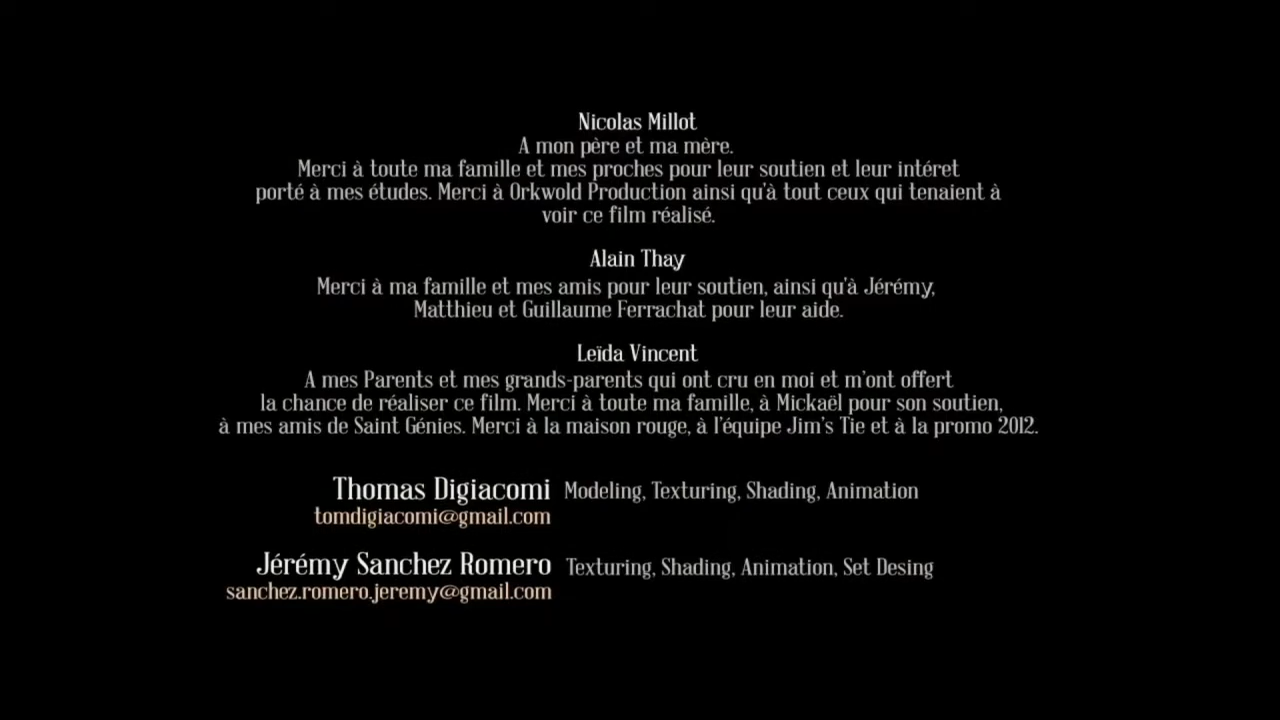 Nicolas Millot
A mon père et ma mère.
Merci à toute ma famille et mes proches pour leur soutien et leur intéret
porté à mes études. Merci à Orkwold Production ainsi qu'à tout ceux qui tenaient à
voir ce film réalisé.
Alain Thay
Merci à ma famille et mes amis pour leur soutien, ainsi qu'à Jérémy,
Matthieu et Guillaume Ferrachat pour leur aide.
Leïda Vincent
A mes Parents et mes grands-parents qui ont cru en moi et m'ont offert
la chance de réaliser ce film. Merci à toute ma famille, à Mickaël pour son soutien,
à mes amis de Saint Génies. Merci à la maison rouge, à l'équipe Jim's Tie et à la promo 2012.
Thomas Digiacomi Modeling, Texturing, Shading, Animation
tomdigiacomi@gmail.com
Jérémy Sanchez Romero Texturing, Shading, Animation, Set Desing
sanchez.romero.jeremy@gmail.com